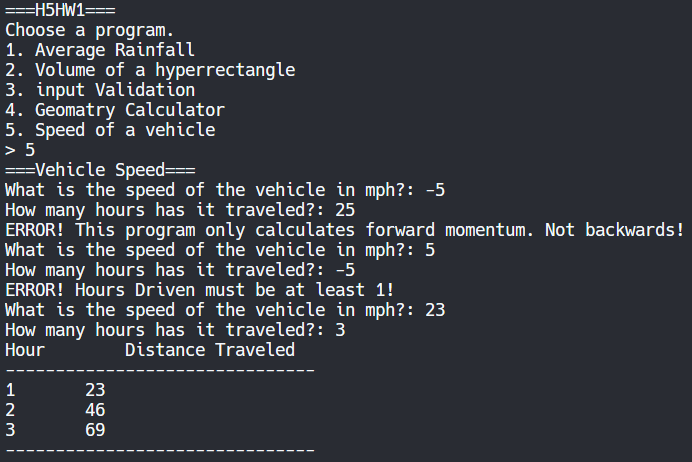 ===H5HW1===
Choose a program.
1. Average Rainfall
2. Volume of a hyperrectangle
3. input Validation
4. Geomatry Calculator
5. Speed of a vehicle
> 5
===Vehicle Speed===
What is the speed of the vehicle in mph?: -5
How many hours has it traveled?: 25
ERROR! This program only calculates forward momentum. Not backwards!
What is the speed of the vehicle in mph?: 5
How many hours has it traveled?: -5
ERROR! Hours Driven must be at least 1!
What is the speed of the vehicle in mph?: 23
How many hours has it traveled?: 3
Hour        Distance Traveled
-------------------------------
1       23
2       46
3       69
-------------------------------